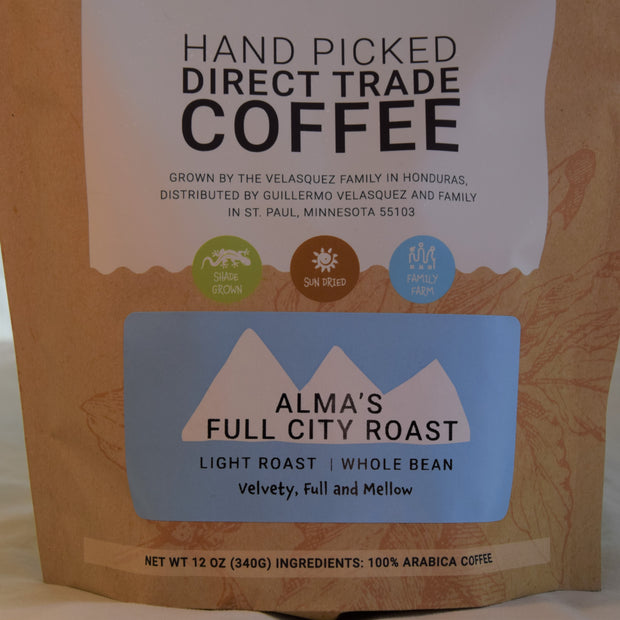 HAND PICKED
DIRECT TRADE
COFFEE
GROWN BY THE VELASQUEZ FAMILY IN HONDURAS,
DISTRIBUTED BY GUILLERMO VELASQUEZ AND FAMILY
IN ST. PAUL, MINNESOTA 55103
SHADE
GROWN
SUN DRIED
FAMILY
FARM
ALMA'S
FULL CITY ROAST
LIGHT ROAST | WHOLE BEAN
Velvety, Full and Mellow
NET WT 12 OZ (340G) INGREDIENTS: 100% ARABICA COFFEE